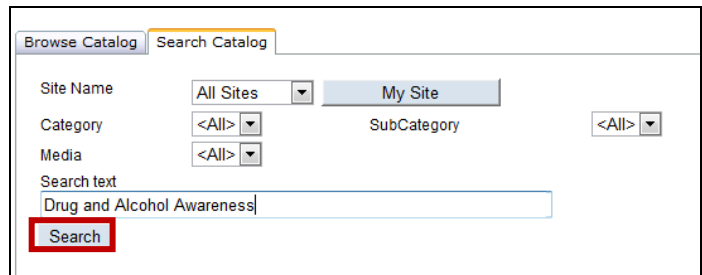 Browse Catalog Search Catalog
Site Name All Sites My Site
Category <All> SubCategory <All>
Media <All>
Search text
Drug and Alcohol Awareness
Search